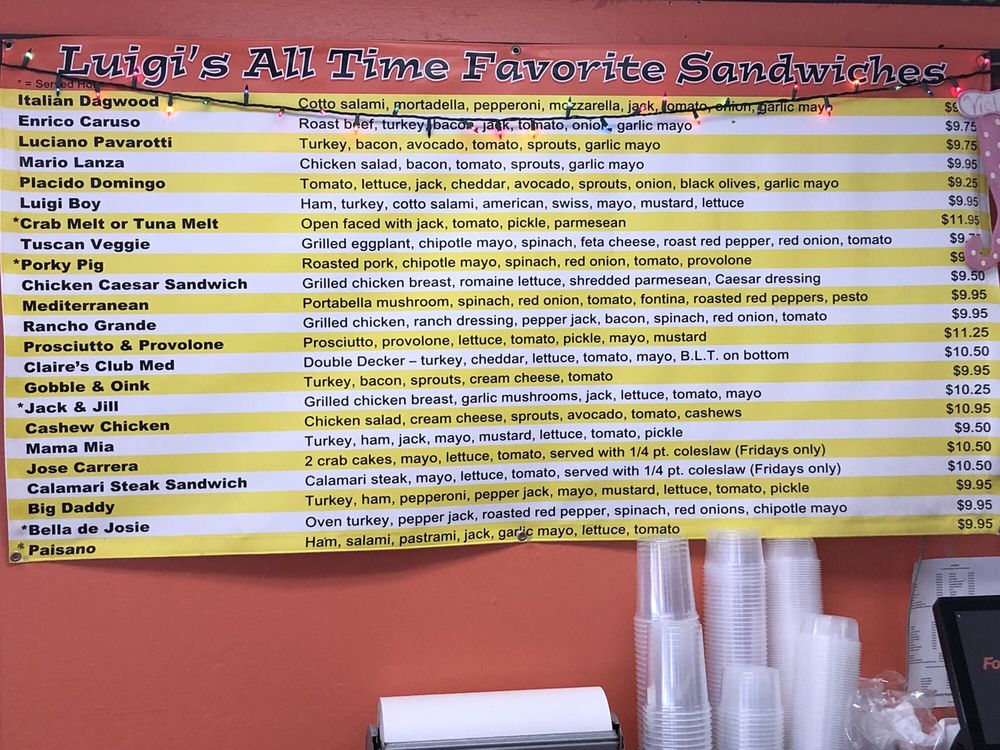 Luigi's All Time Favorite Sandwiches
* = Served Hot
Italian Dagwood Cotto salami, mortadella, pepperoni, mozzarella, jack, tomato, onion, garlic mayo
Enrico Caruso Roast beef, turkey, bacon, jack, tomato, onion, garlic mayo $9.75
Luciano Pavarotti Turkey, bacon, avocado, tomato, sprouts, garlic mayo $9.75
Mario Lanza Chicken salad, bacon, tomato, sprouts, garlic mayo $9.95
Placido Domingo Tomato, lettuce, jack, cheddar, avocado, sprouts, onion, black olives, garlic mayo $9.25
Luigi Boy Ham, turkey, cotto salami, american, swiss, mayo, mustard, lettuce $9.95
*Crab Melt or Tuna Melt Open faced with jack, tomato, pickle, parmesean $11.95
Tuscan Veggie Grilled eggplant, chipotle mayo, spinach, feta cheese, roast red pepper, red onion, tomato
*Porky Pig Roasted pork, chipotle mayo, spinach, red onion, tomato, provolone
Chicken Caesar Sandwich Grilled chicken breast, romaine lettuce, shredded parmesean, Caesar dressing $9.50
Mediterranean Portabella mushroom, spinach, red onion, tomato, fontina, roasted red peppers, pesto $9.95
Rancho Grande Grilled chicken, ranch dressing, pepper jack, bacon, spinach, red onion, tomato $9.95
Prosciutto & Provolone Prosciutto, provolone, lettuce, tomato, pickle, mayo, mustard $11.25
Claire's Club Med Double Decker – turkey, cheddar, lettuce, tomato, mayo, B.L.T. on bottom $10.50
Gobble & Oink Turkey, bacon, sprouts, cream cheese, tomato $9.95
*Jack & Jill Grilled chicken breast, garlic mushrooms, jack, lettuce, tomato, mayo $10.25
Cashew Chicken Chicken salad, cream cheese, sprouts, avocado, tomato, cashews $10.95
Mama Mia Turkey, ham, jack, mayo, mustard, lettuce, tomato, pickle $9.50
Jose Carrera 2 crab cakes, mayo, lettuce, tomato, served with 1/4 pt. coleslaw (Fridays only) $10.50
Calamari Steak Sandwich Calamari steak, mayo, lettuce, tomato, served with 1/4 pt. coleslaw (Fridays only) $10.50
Big Daddy Turkey, ham, pepperoni, pepper jack, mayo, mustard, lettuce, tomato, pickle $9.95
*Bella de Josie Oven turkey, pepper jack, roasted red pepper, spinach, red onions, chipotle mayo $9.95
* Paisano Ham, salami, pastrami, jack, garlic mayo, lettuce, tomato $9.95